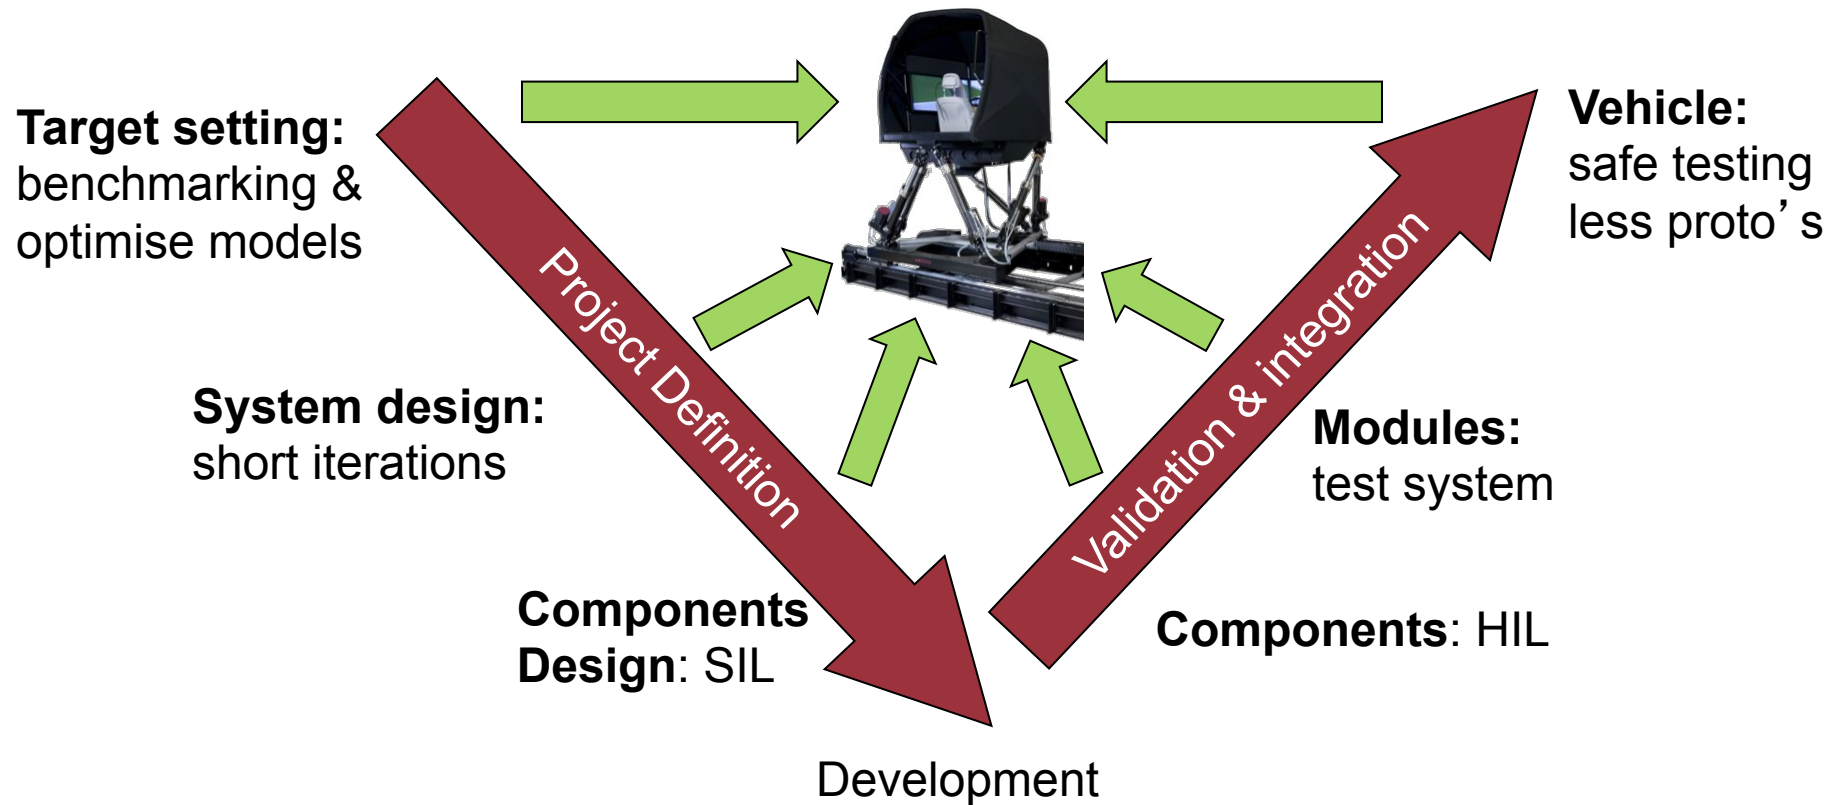 Target setting:
benchmarking &
optimise models
Vehicle:
safe testing
less proto’s
Project Definition
Validation & integration
System design:
short iterations
Modules:
test system
Components
Design: SIL
Components: HIL
Development